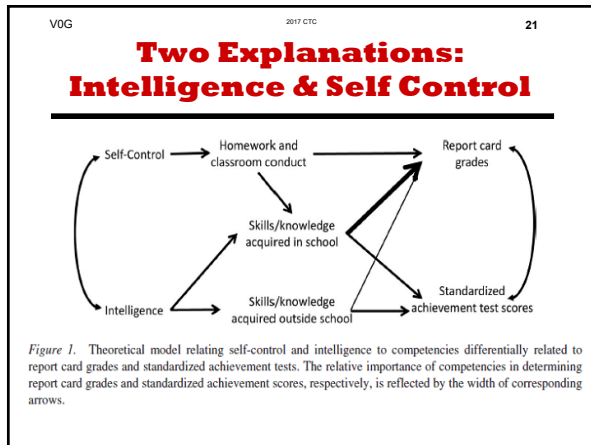 V0G
2017 CTC
21
Two Explanations:
Intelligence & Self Control
Self-Control
Homework and
classroom conduct
Report card
grades
Skills/knowledge
acquired in school
Intelligence
Skills/knowledge
acquired outside school
Standardized
achievement test scores
Figure 1. Theoretical model relating self-control and intelligence to competencies differentially related to
report card grades and standardized achievement tests. The relative importance of competencies in determining
report card grades and standardized achievement scores, respectively, is reflected by the width of corresponding
arrows.